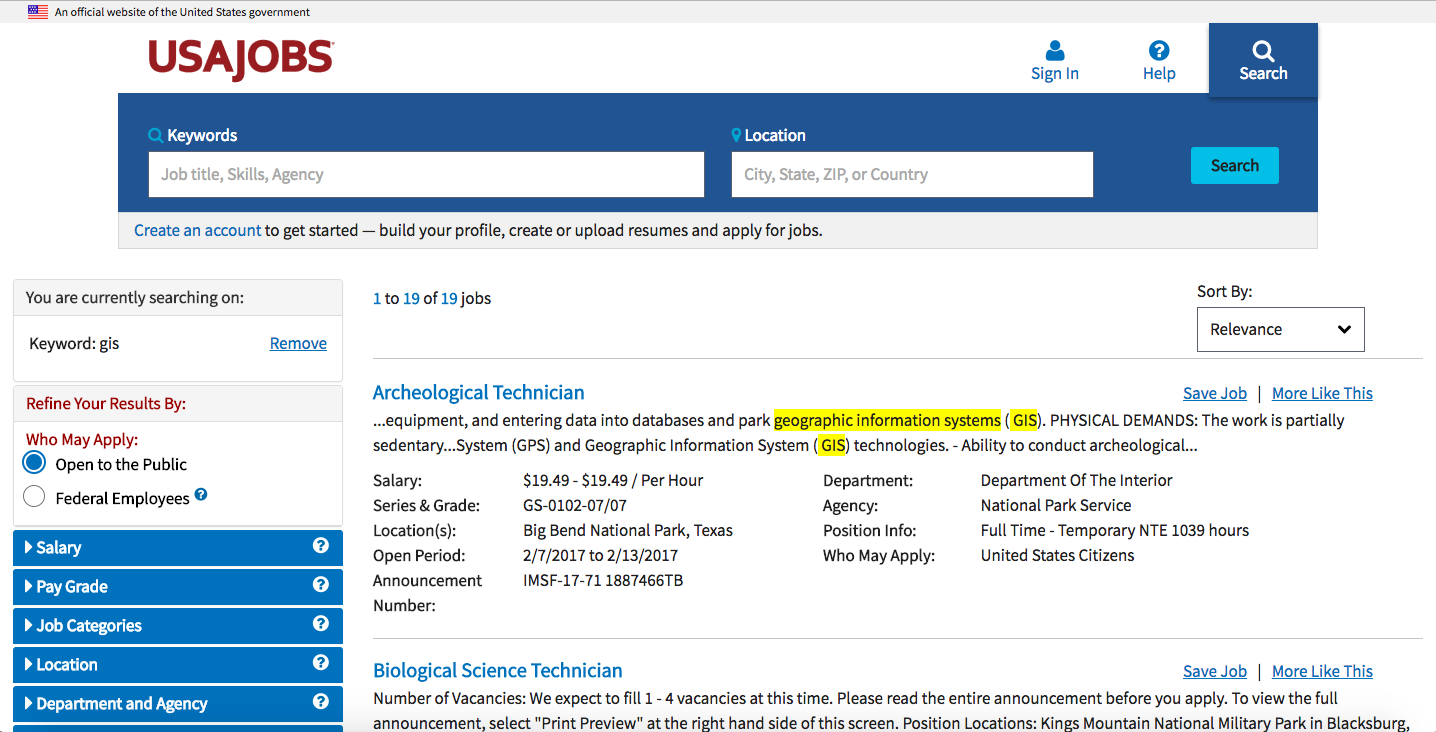 An official website of the United States government
USAJOBS
Sign In
Help
Search
Keywords
Location
Job title, Skills, Agency
City, State, ZIP, or Country
Search
Create an account to get started — build your profile, create or upload resumes and apply for jobs.
You are currently searching on:
Keyword: gis Remove
Refine Your Results By:
Who May Apply:
Open to the Public
Federal Employees ?
Salary ?
Pay Grade ?
Job Categories ?
Location ?
Department and Agency ?
1 to 19 of 19 jobs
Sort By:
Relevance
Archeological Technician
Save Job | More Like This
...equipment, and entering data into databases and park geographic information systems ( GIS). PHYSICAL DEMANDS: The work is partially
sedentary...System (GPS) and Geographic Information System ( GIS) technologies. - Ability to conduct archeological...
Salary: $19.49 - $19.49 / Per Hour Department: Department Of The Interior
Series & Grade: GS-0102-07/07 Agency: National Park Service
Location(s): Big Bend National Park, Texas Position Info: Full Time - Temporary NTE 1039 hours
Open Period: 2/7/2017 to 2/13/2017 Who May Apply: United States Citizens
Announcement IMSF-17-71 1887466TB
Number:
Biological Science Technician
Save Job | More Like This
Number of Vacancies: We expect to fill 1 - 4 vacancies at this time. Please read the entire announcement before you apply. To view the full
announcement, select "Print Preview" at the right hand side of this screen. Position Locations: Kings Mountain National Military Park in Blacksburg,